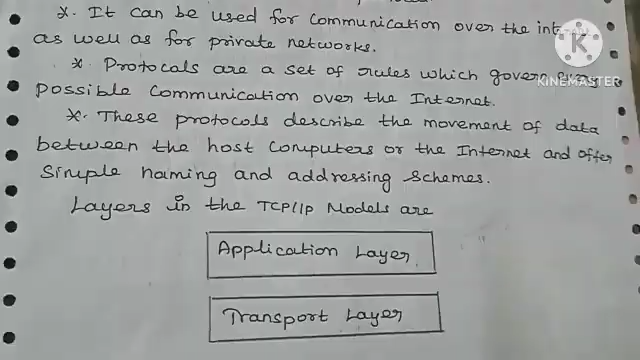 *. It can be used for communication over the
as well as for private networks.
*. Protocals are a set of rules which govern
possible communication over the Internet.
*. These protocols describe the movement of data
between the host computers or the Internet and offer
simple naming and addressing schemes.
Layers in the TCP/IP Models are
Application Layer
Transport Layer
K
KINEMASTER